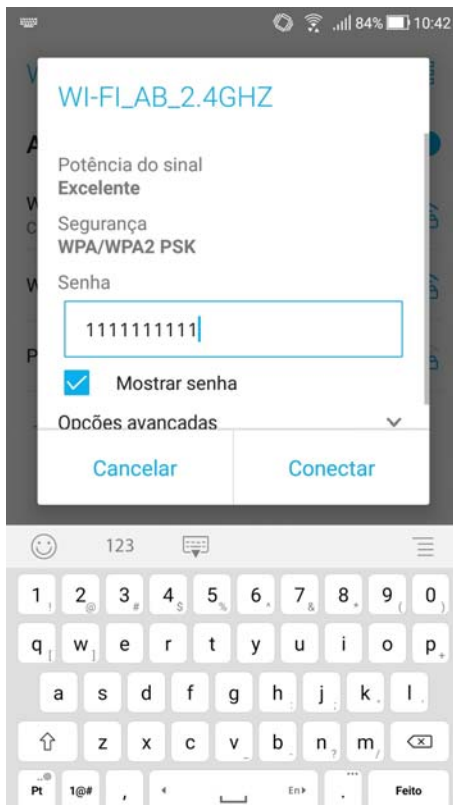 84% 10:42
WI-FI_AB_2.4GHZ
Potência do sinal
Excelente
Segurança
WPA/WPA2 PSK
Senha
1111111111
Mostrar senha
Opções avançadas
Cancelar Conectar
123
1 ! 2 @ 3 # 4 $ 5 % 6 ^ 7 & 8 * 9 ( 0 )
q [ w ] e r t y u i o p +
a s d f g h : j ; k , l
z x c v _ b n ? m /
Pt 1@# , En . Feito